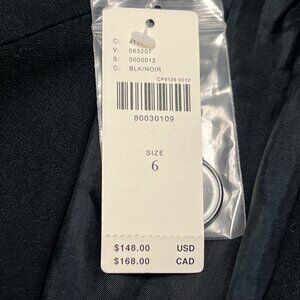 V: 065201
S: 0000012
C: BLK/NOIR
CP9126 0012
80030109
SIZE
6
$148.00 USD
$168.00 CAD